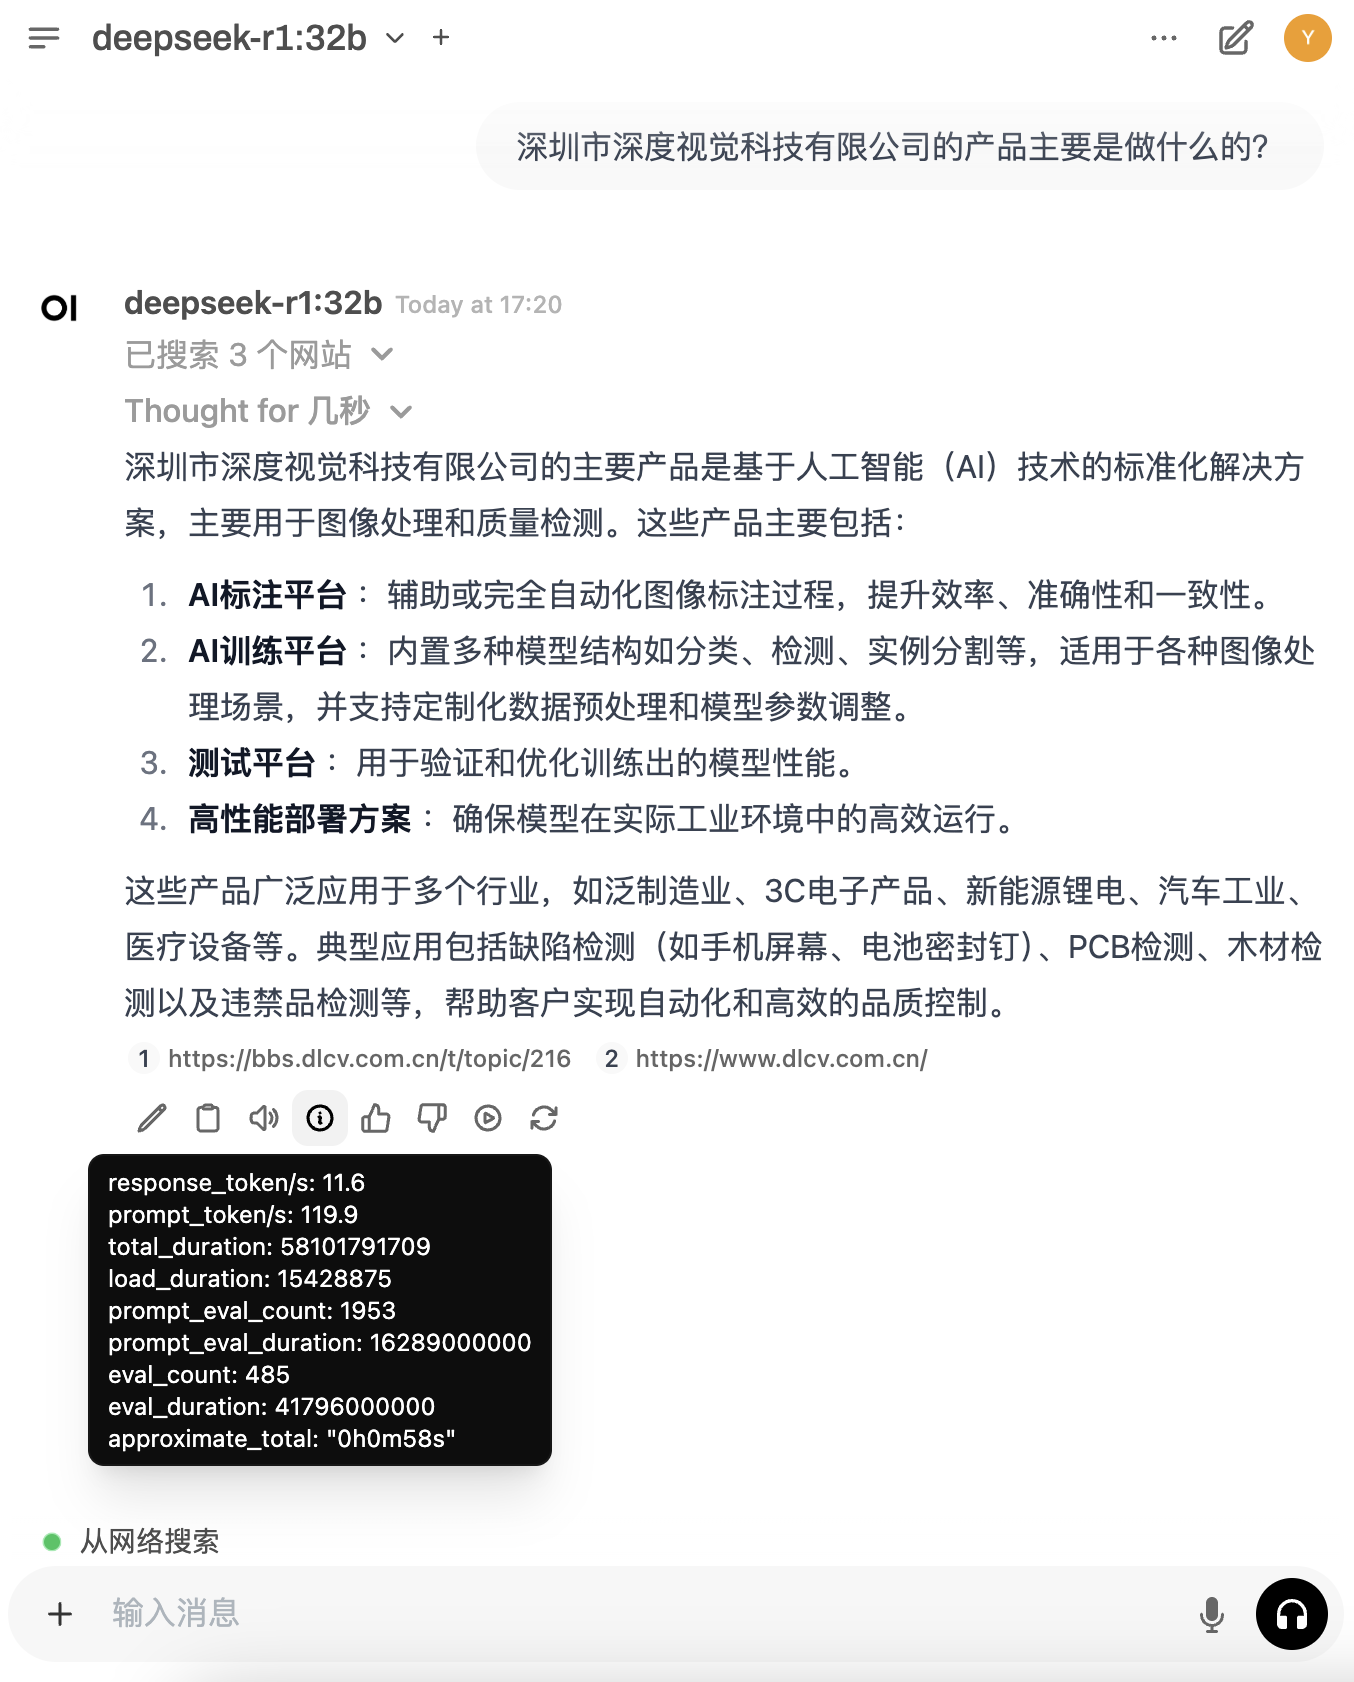 deepseek-r1:32b
Y
深圳市深度视觉科技有限公司的产品主要是做什么的?
OI
deepseek-r1:32b Today at 17:20
已搜索 3 个网站
Thought for 几秒
深圳市深度视觉科技有限公司的主要产品是基于人工智能（AI）技术的标准化解决方
案，主要用于图像处理和质量检测。这些产品主要包括：
1. AI标注平台： 辅助或完全自动化图像标注过程，提升效率、准确性和一致性。
2. AI训练平台： 内置多种模型结构如分类、检测、实例分割等，适用于各种图像处
理场景，并支持定制化数据预处理和模型参数调整。
3. 测试平台： 用于验证和优化训练出的模型性能。
4. 高性能部署方案： 确保模型在实际工业环境中的高效运行。
这些产品广泛应用于多个行业，如泛制造业、3C电子产品、新能源锂电、汽车工业、
医疗设备等。典型应用包括缺陷检测（如手机屏幕、电池密封钉）、PCB检测、木材检
测以及违禁品检测等，帮助客户实现自动化和高效的品质控制。
1 https://bbs.dlcv.com.cn/t/topic/216 2 https://www.dlcv.com.cn/
response_token/s: 11.6
prompt_token/s: 119.9
total_duration: 58101791709
load_duration: 15428875
prompt_eval_count: 1953
prompt_eval_duration: 16289000000
eval_count: 485
eval_duration: 41796000000
approximate_total: "0h0m58s"
从网络搜索
输入消息